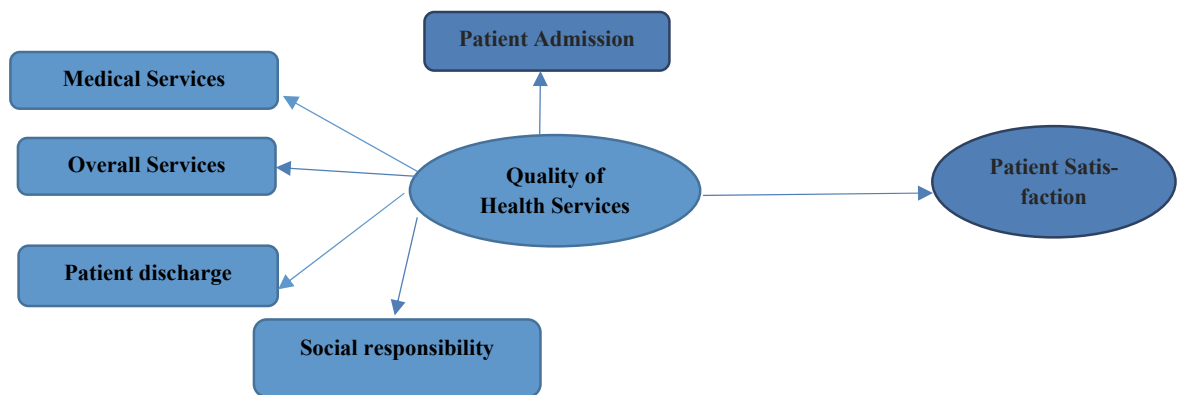 Patient Admission
Medical Services
Overall Services
Quality of
Health Services
Patient Satis-
faction
Patient discharge
Social responsibility